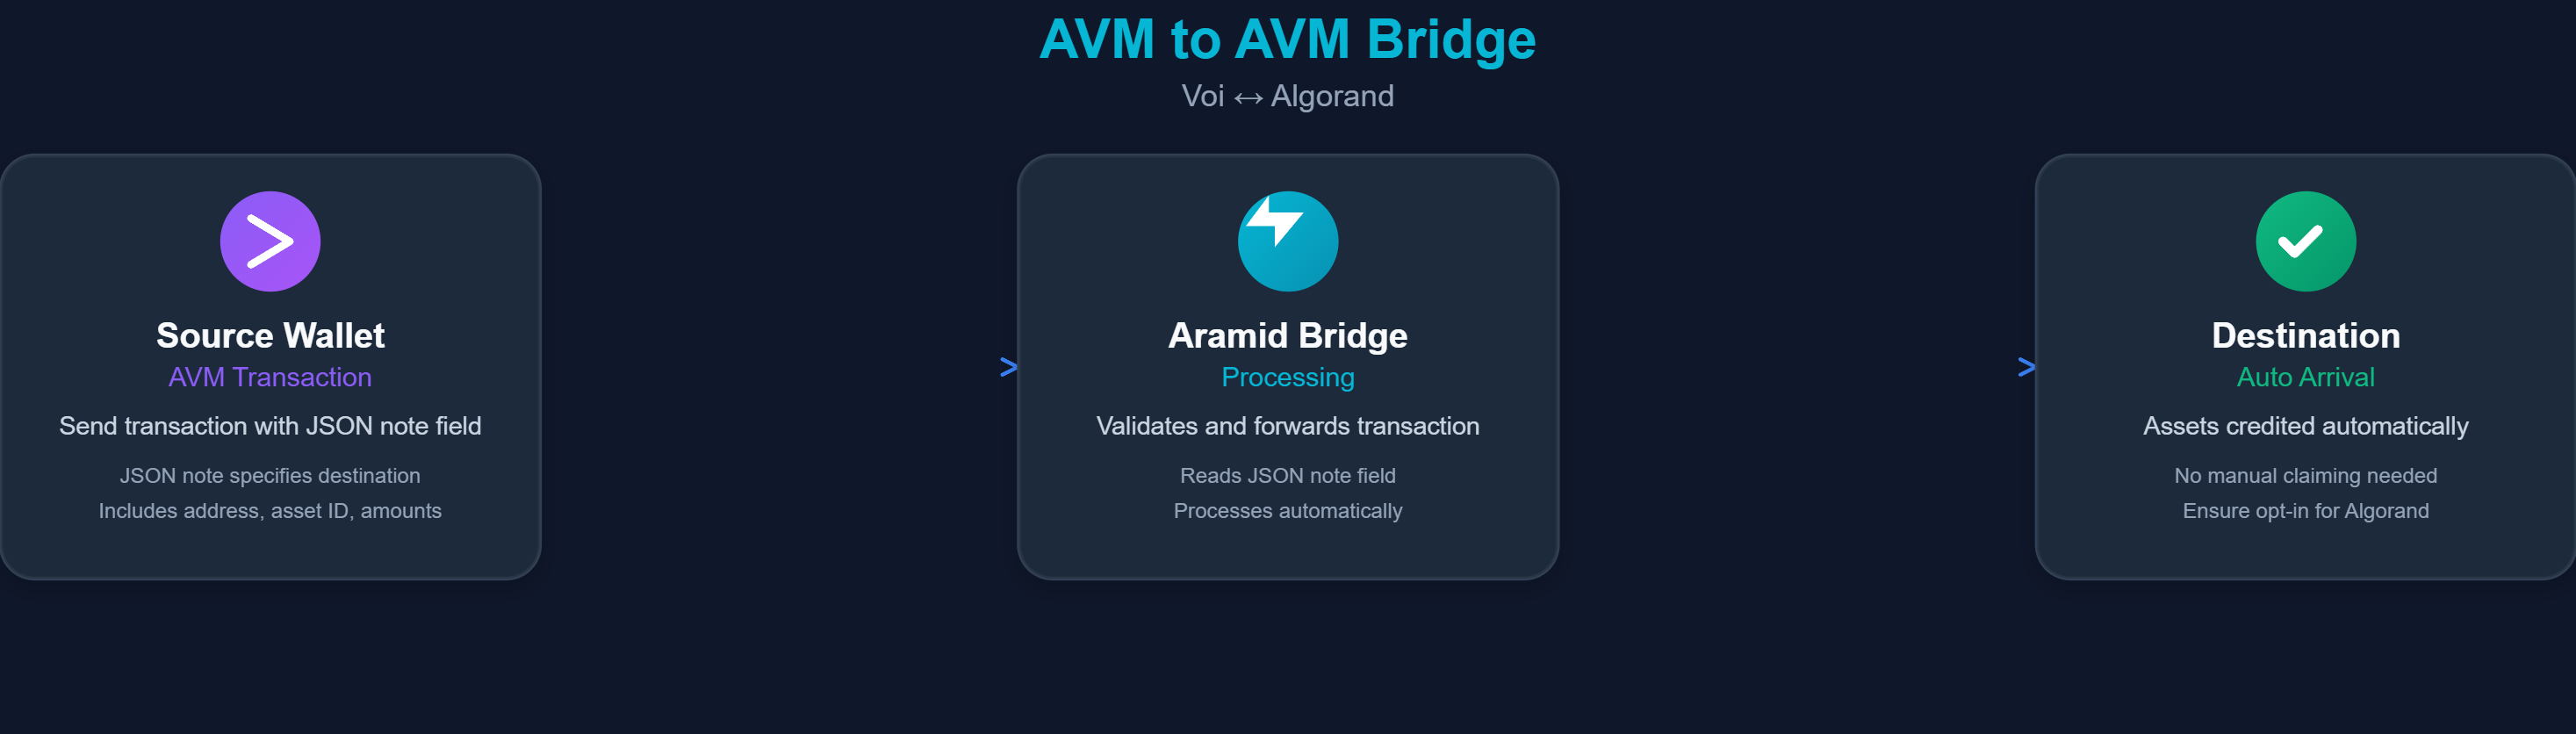 AVM to AVM Bridge
Voi ↔ Algorand
Source Wallet
AVM Transaction
Send transaction with JSON note field
JSON note specifies destination
Includes address, asset ID, amounts
Aramid Bridge
Processing
Validates and forwards transaction
Reads JSON note field
Processes automatically
Destination
Auto Arrival
Assets credited automatically
No manual claiming needed
Ensure opt-in for Algorand